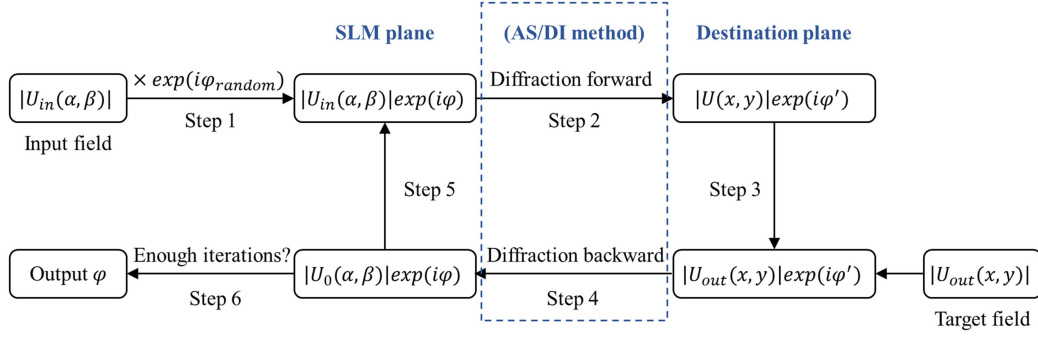 SLM plane
(AS/DI method)
Destination plane
|U_in(α, β)|
× exp(iφ_random)
Step 1
|U_in(α, β)|exp(iφ)
Diffraction forward
Step 2
|U(x, y)|exp(iφ′)
Input field
Step 5
Step 3
Output φ
Enough iterations?
Step 6
|U_0(α, β)|exp(iφ)
Diffraction backward
Step 4
|U_out(x, y)|exp(iφ′)
|U_out(x, y)|
Target field